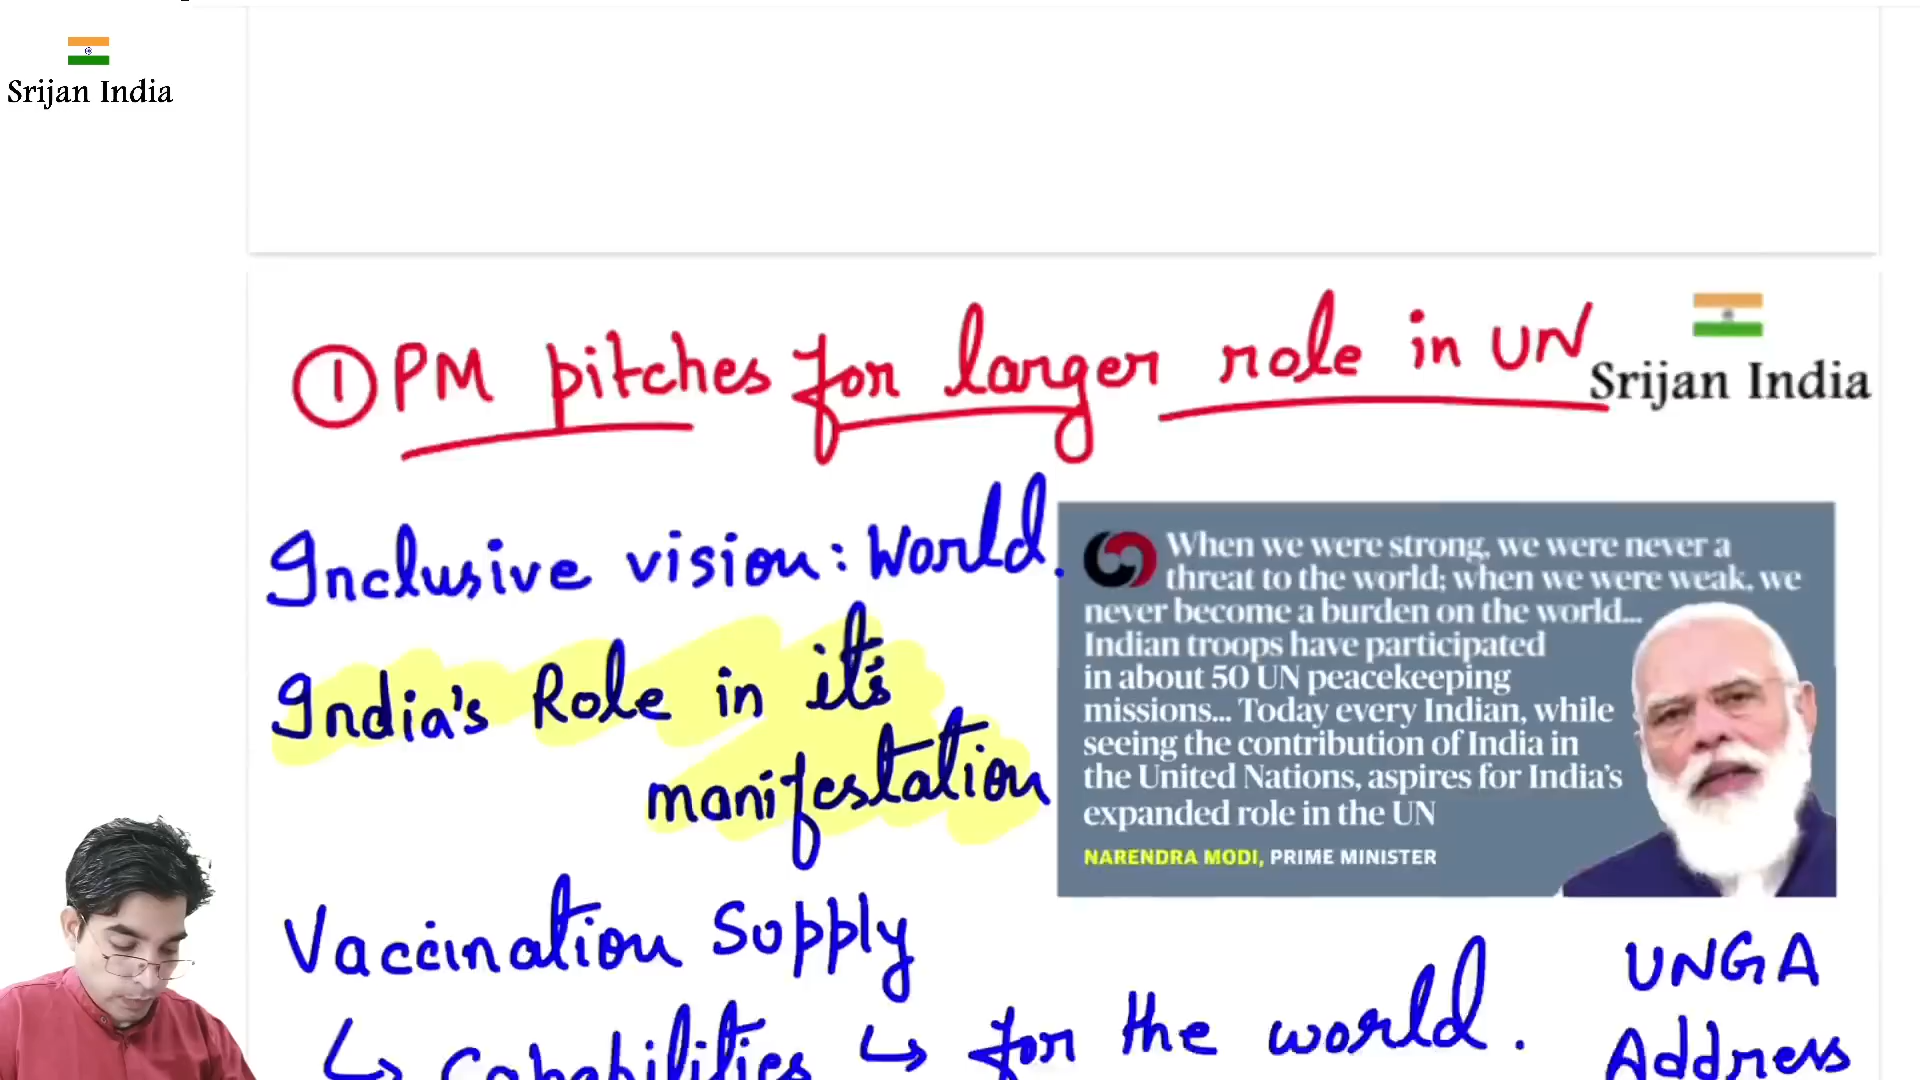 Srijan India
① PM pitches for larger role in UN
Srijan India
Inclusive vision: World.
India's Role in it's
manifestation
When we were strong, we were never a
threat to the world; when we were weak, we
never become a burden on the world...
Indian troops have participated
in about 50 UN peacekeeping
missions... Today every Indian, while
seeing the contribution of India in
the United Nations, aspires for India's
expanded role in the UN
NARENDRA MODI, PRIME MINISTER
Vaccination Supply
↳ Capabilities ↳ for the world.
UNGA
Address